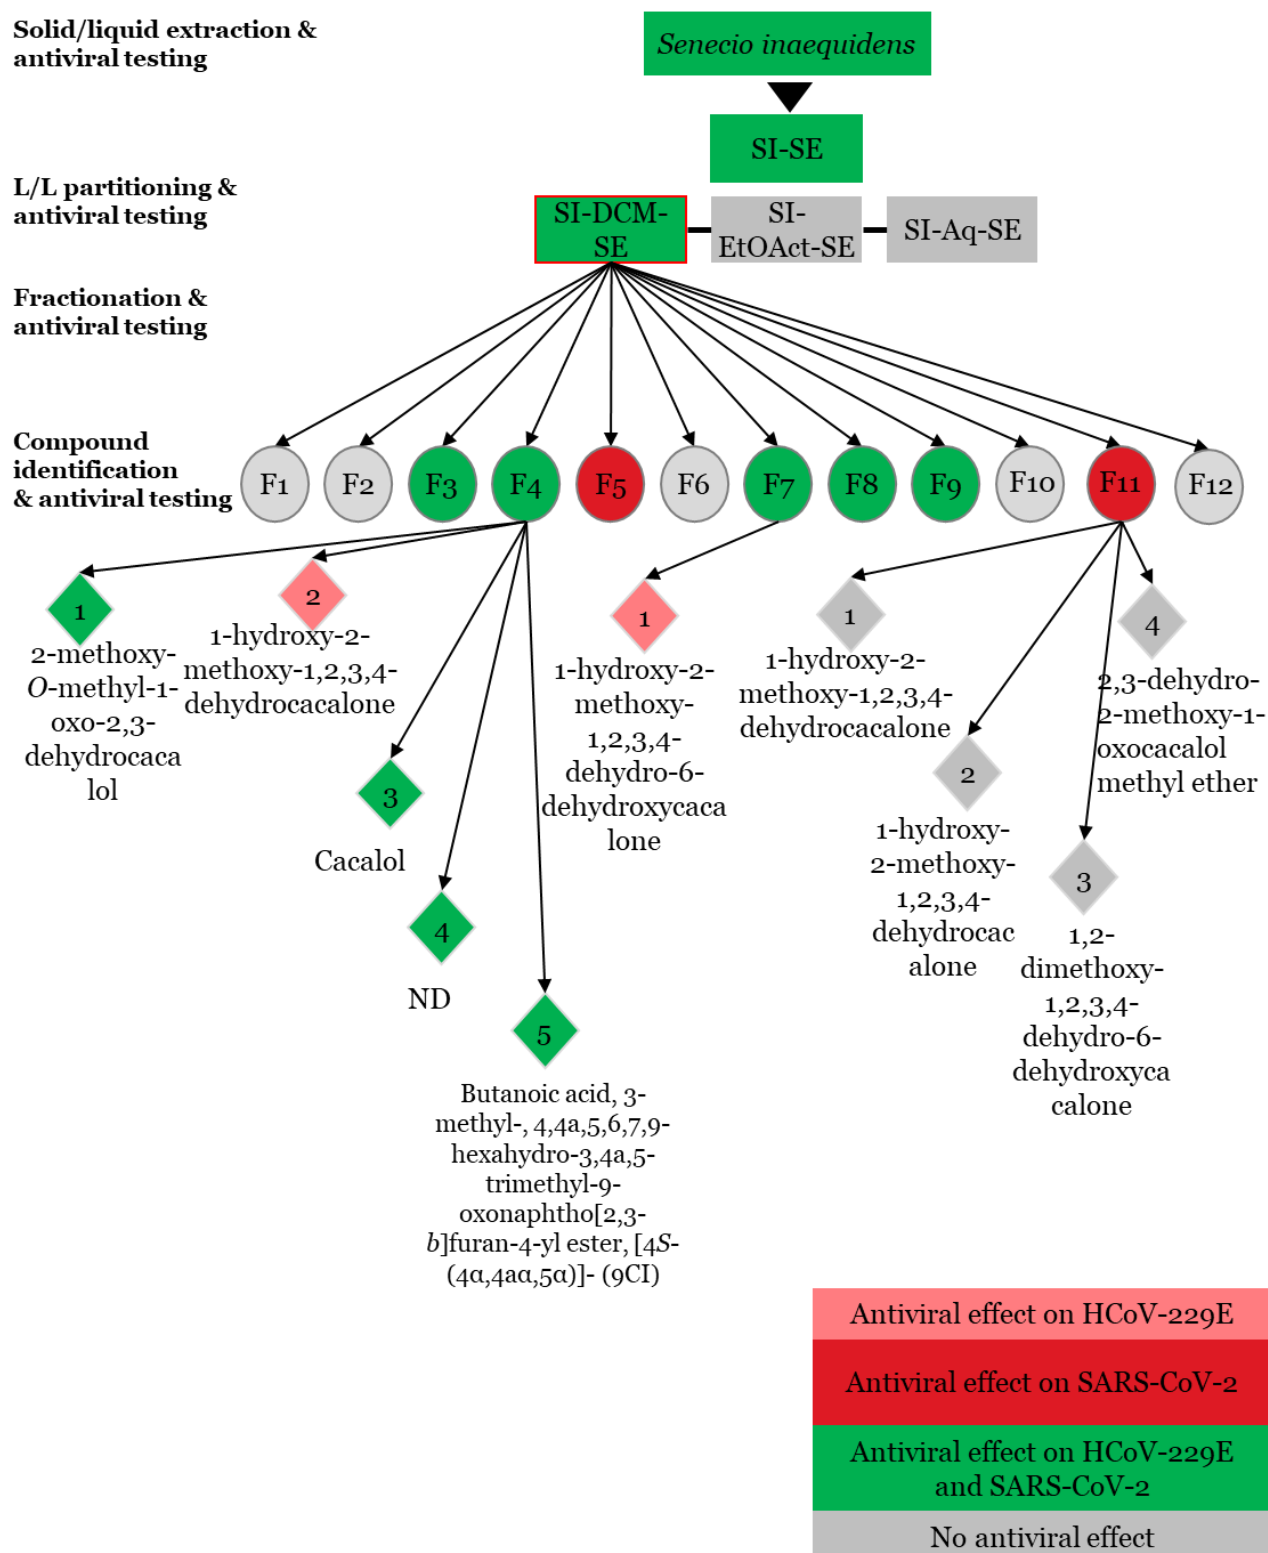 Solid/liquid extraction &
antiviral testing
Senecio inaequidens
SI-SE
L/L partitioning &
antiviral testing
SI-DCM-
SE
SI-
EtOAct-SE
SI-Aq-SE
Fractionation &
antiviral testing
Compound
identification
& antiviral testing
F1
F2
F3
F4
F5
F6
F7
F8
F9
F10
F11
F12
1
2-methoxy-
O-methyl-1-
oxo-2,3-
dehydrocaca
lol
2
1-hydroxy-2-
methoxy-1,2,3,4-
dehydrocacalone
3
Cacalol
4
ND
5
Butanoic acid, 3-
methyl-, 4,4a,5,6,7,9-
hexahydro-3,4a,5-
trimethyl-9-
oxonaphtho[2,3-
b]furan-4-yl ester, [4S-
(4α,4aα,5α)]- (9CI)
1
1-hydroxy-2-
methoxy-
1,2,3,4-
dehydro-6-
dehydroxycaca
lone
1
1-hydroxy-2-
methoxy-1,2,3,4-
dehydrocacalone
2
1-hydroxy-
2-methoxy-
1,2,3,4-
dehydrocac
alone
3
1,2-
dimethoxy-
1,2,3,4-
dehydro-6-
dehydroxyca
calone
4
2,3-dehydro-
2-methoxy-1-
oxocacalol
methyl ether
Antiviral effect on HCoV-229E
Antiviral effect on SARS-CoV-2
Antiviral effect on HCoV-229E
and SARS-CoV-2
No antiviral effect